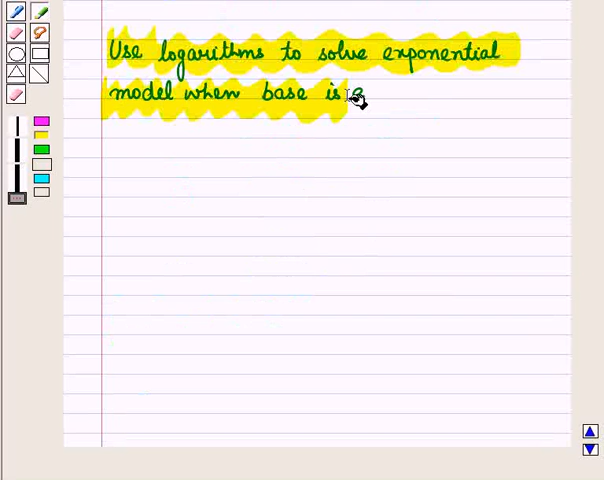 Use logarithms to solve exponential
model when base is